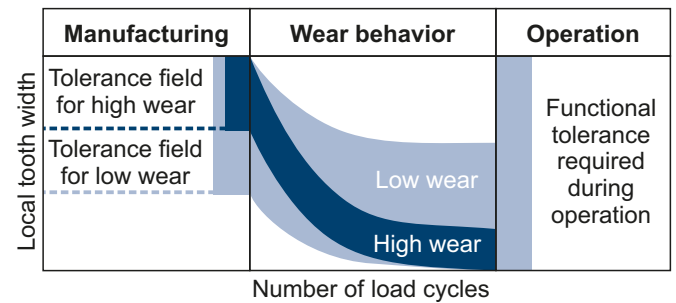 Manufacturing
Wear behavior
Operation
Local tooth width
Tolerance field
for high wear
Tolerance field
for low wear
Low wear
High wear
Functional
tolerance
required
during
operation
Number of load cycles